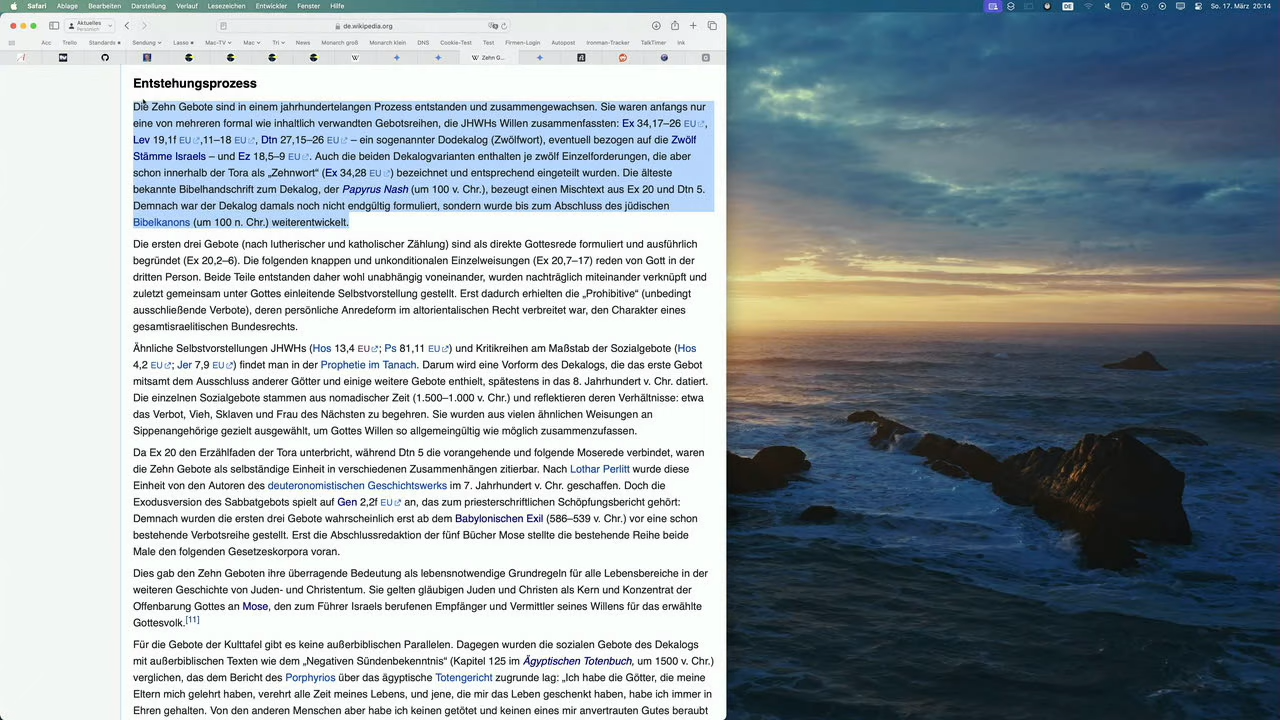 Safari Ablage Bearbeiten Darstellung Verlauf Lesezeichen Entwickler Fenster Hilfe DE So. 17. März 20:14
Aktuelles
Persönlich
de.wikipedia.org
Acc Trello Standards Sendung Lasso Mac-TV Mac Tri News Monarch groß Monarch klein DNS Cookie-Test Test Firmen-Login Autopost Ironman-Tracker TalkTimer Ink
W Zehn G...
Entstehungsprozess
Die Zehn Gebote sind in einem jahrhundertelangen Prozess entstanden und zusammengewachsen. Sie waren anfangs nur
eine von mehreren formal wie inhaltlich verwandten Gebotsreihen, die JHWHs Willen zusammenfassten: Ex 34,17–26 EU,
Lev 19,1f EU,11–18 EU, Dtn 27,15–26 EU – ein sogenannter Dodekalog (Zwölfwort), eventuell bezogen auf die Zwölf
Stämme Israels – und Ez 18,5–9 EU. Auch die beiden Dekalogvarianten enthalten je zwölf Einzelforderungen, die aber
schon innerhalb der Tora als „Zehnwort“ (Ex 34,28 EU) bezeichnet und entsprechend eingeteilt wurden. Die älteste
bekannte Bibelhandschrift zum Dekalog, der Papyrus Nash (um 100 v. Chr.), bezeugt einen Mischtext aus Ex 20 und Dtn 5.
Demnach war der Dekalog damals noch nicht endgültig formuliert, sondern wurde bis zum Abschluss des jüdischen
Bibelkanons (um 100 n. Chr.) weiterentwickelt.
Die ersten drei Gebote (nach lutherischer und katholischer Zählung) sind als direkte Gottesrede formuliert und ausführlich
begründet (Ex 20,2–6). Die folgenden knappen und unkonditionalen Einzelweisungen (Ex 20,7–17) reden von Gott in der
dritten Person. Beide Teile entstanden daher wohl unabhängig voneinander, wurden nachträglich miteinander verknüpft und
zuletzt gemeinsam unter Gottes einleitende Selbstvorstellung gestellt. Erst dadurch erhielten die „Prohibitive“ (unbedingt
ausschließende Verbote), deren persönliche Anredeform im altorientalischen Recht verbreitet war, den Charakter eines
gesamtisraelitischen Bundesrechts.
Ähnliche Selbstvorstellungen JHWHs (Hos 13,4 EU; Ps 81,11 EU) und Kritikreihen am Maßstab der Sozialgebote (Hos
4,2 EU; Jer 7,9 EU) findet man in der Prophetie im Tanach. Darum wird eine Vorform des Dekalogs, die das erste Gebot
mitsamt dem Ausschluss anderer Götter und einige weitere Gebote enthielt, spätestens in das 8. Jahrhundert v. Chr. datiert.
Die einzelnen Sozialgebote stammen aus nomadischer Zeit (1.500–1.000 v. Chr.) und reflektieren deren Verhältnisse: etwa
das Verbot, Vieh, Sklaven und Frau des Nächsten zu begehren. Sie wurden aus vielen ähnlichen Weisungen an
Sippenangehörige gezielt ausgewählt, um Gottes Willen so allgemeingültig wie möglich zusammenzufassen.
Da Ex 20 den Erzählfaden der Tora unterbricht, während Dtn 5 die vorangehende und folgende Moserede verbindet, waren
die Zehn Gebote als selbständige Einheit in verschiedenen Zusammenhängen zitierbar. Nach Lothar Perlitt wurde diese
Einheit von den Autoren des deuteronomistischen Geschichtswerks im 7. Jahrhundert v. Chr. geschaffen. Doch die
Exodusversion des Sabbatgebots spielt auf Gen 2,2f EU an, das zum priesterschriftlichen Schöpfungsbericht gehört:
Demnach wurden die ersten drei Gebote wahrscheinlich erst ab dem Babylonischen Exil (586–539 v. Chr.) vor eine schon
bestehende Verbotsreihe gestellt. Erst die Abschlussredaktion der fünf Bücher Mose stellte die bestehende Reihe beide
Male den folgenden Gesetzeskorpora voran.
Dies gab den Zehn Geboten ihre überragende Bedeutung als lebensnotwendige Grundregeln für alle Lebensbereiche in der
weiteren Geschichte von Juden- und Christentum. Sie gelten gläubigen Juden und Christen als Kern und Konzentrat der
Offenbarung Gottes an Mose, den zum Führer Israels berufenen Empfänger und Vermittler seines Willens für das erwählte
Gottesvolk.[11]
Für die Gebote der Kulttafel gibt es keine außerbiblischen Parallelen. Dagegen wurden die sozialen Gebote des Dekalogs
mit außerbiblischen Texten wie dem „Negativen Sündenbekenntnis“ (Kapitel 125 im Ägyptischen Totenbuch, um 1500 v. Chr.)
verglichen, das dem Bericht des Porphyrios über das ägyptische Totengericht zugrunde lag: „Ich habe die Götter, die meine
Eltern mich gelehrt haben, verehrt alle Zeit meines Lebens, und jene, die mir das Leben geschenkt haben, habe ich immer in
Ehren gehalten. Von den anderen Menschen aber habe ich keinen getötet und keinen eines mir anvertrauten Gutes beraubt